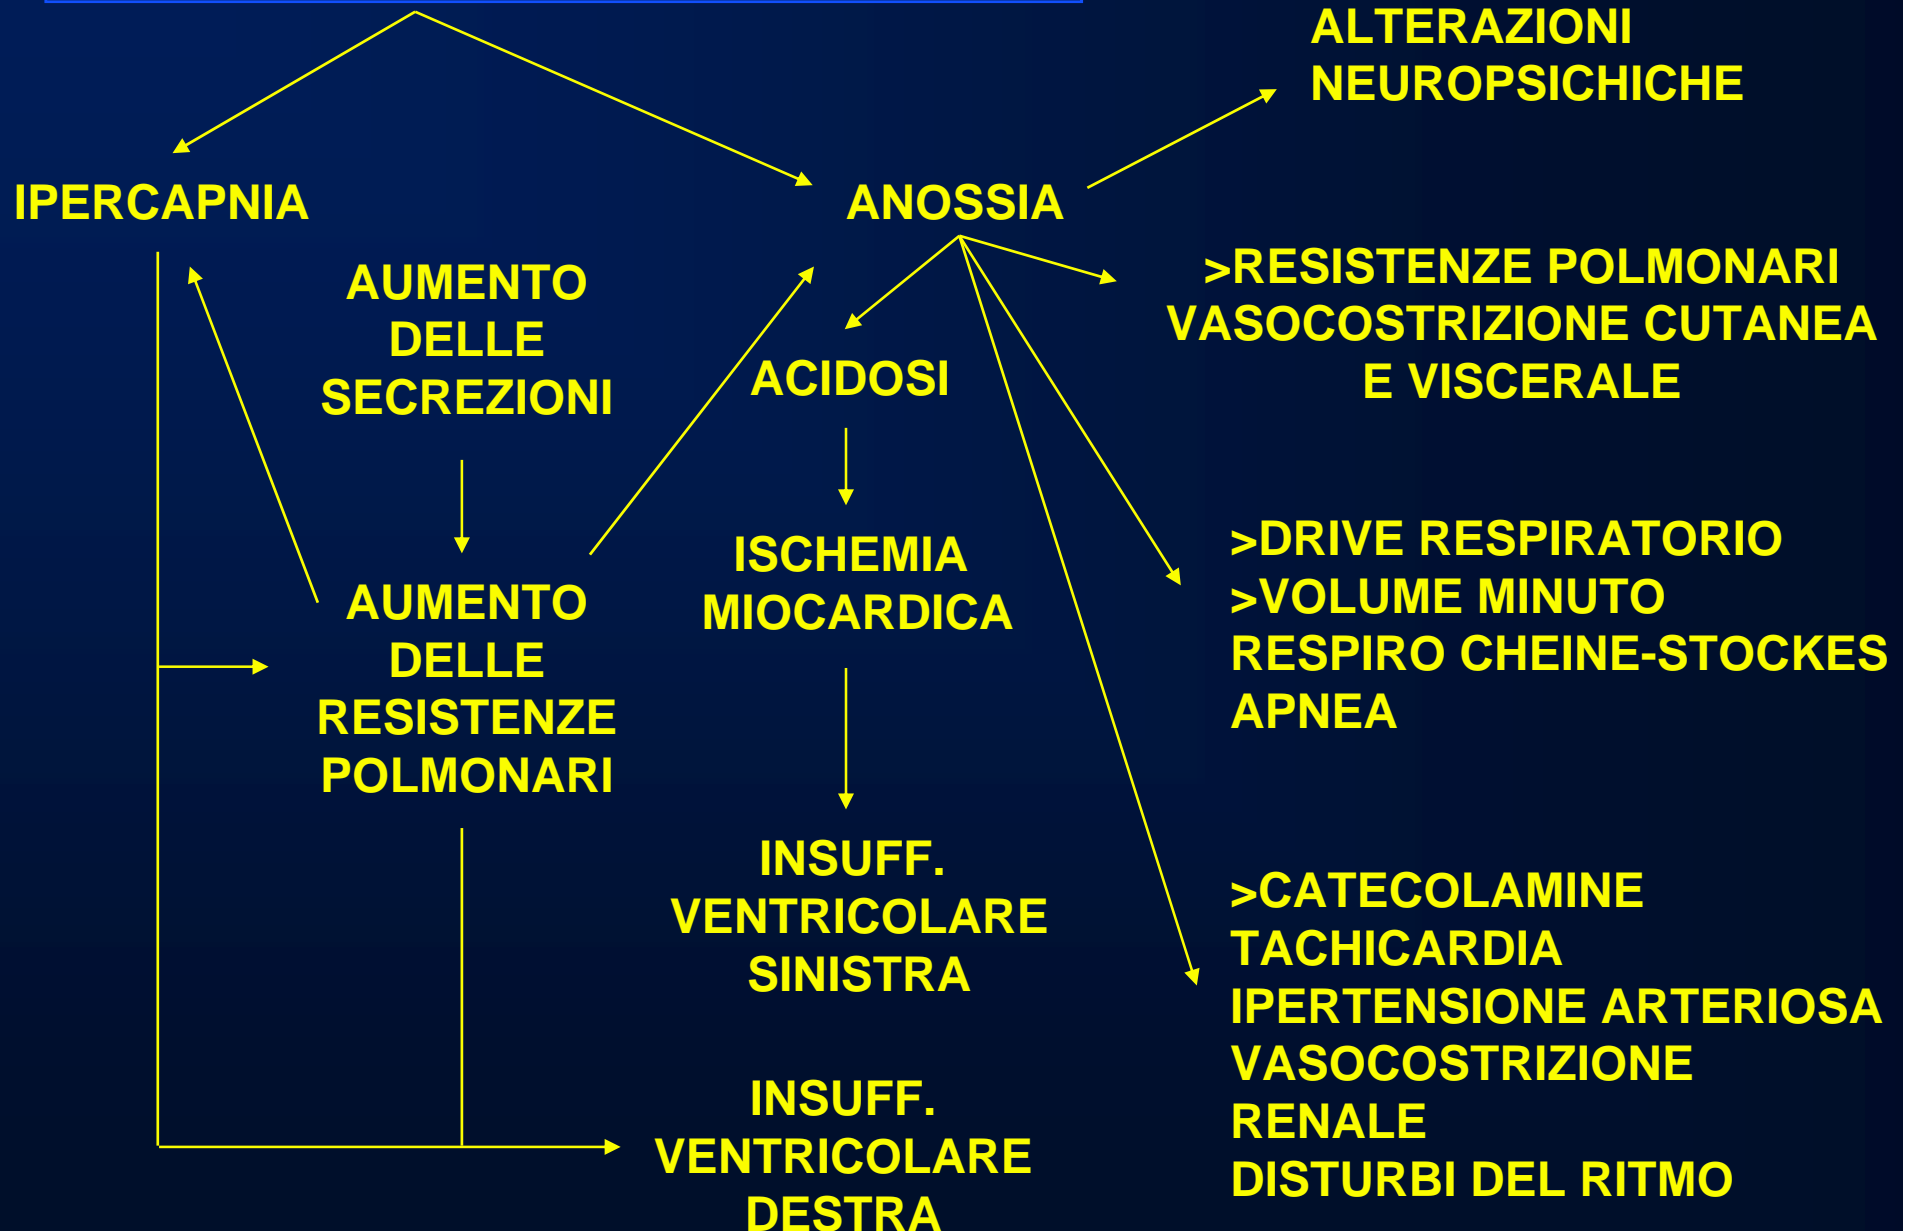 ALTERAZIONI
NEUROPSICHICHE
IPERCAPNIA
ANOSSIA
AUMENTO
DELLE
SECREZIONI
>RESISTENZE POLMONARI
VASOCOSTRIZIONE CUTANEA
E VISCERALE
ACIDOSI
AUMENTO
DELLE
RESISTENZE
POLMONARI
ISCHEMIA
MIOCARDICA
>DRIVE RESPIRATORIO
>VOLUME MINUTO
RESPIRO CHEINE-STOCKES
APNEA
INSUFF.
VENTRICOLARE
SINISTRA
>CATECOLAMINE
TACHICARDIA
IPERTENSIONE ARTERIOSA
VASOCOSTRIZIONE
RENALE
DISTURBI DEL RITMO
INSUFF.
VENTRICOLARE
DESTRA